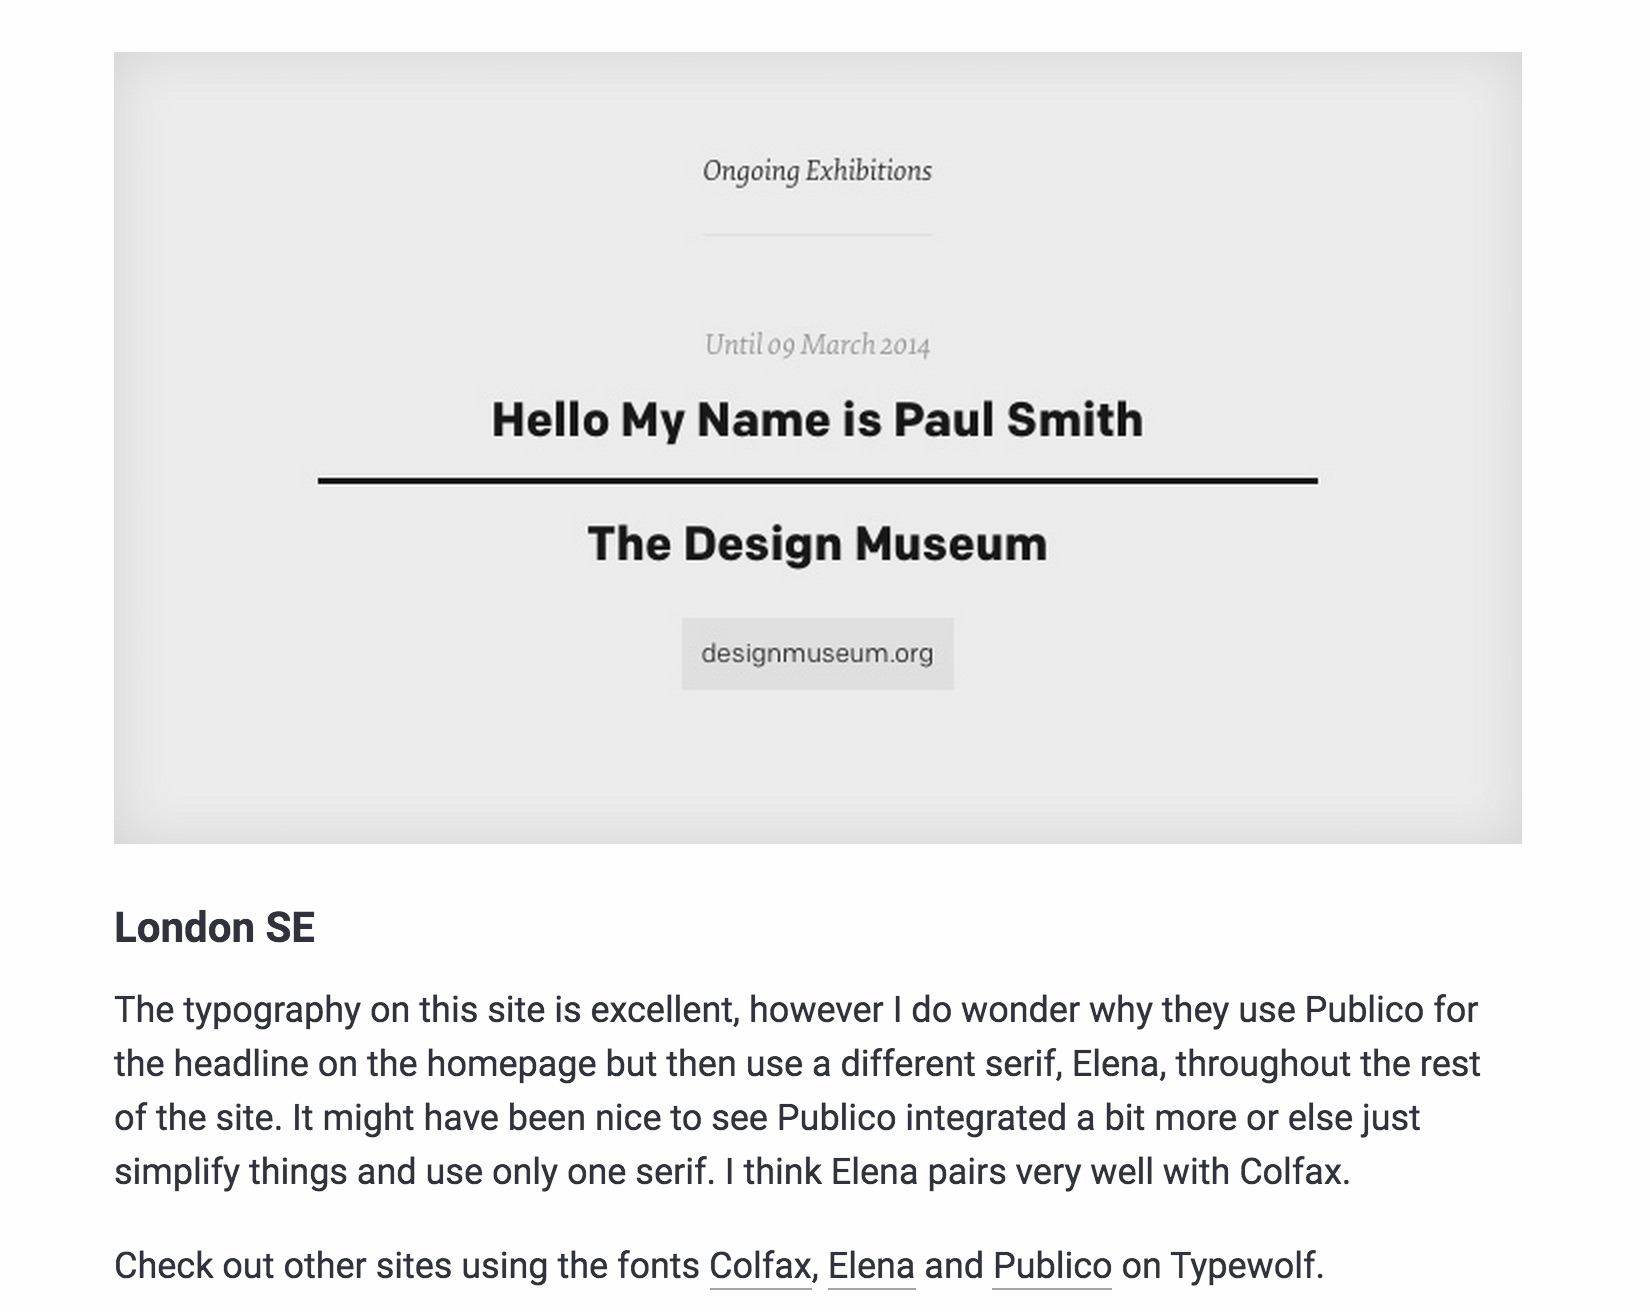 Ongoing Exhibitions
Until 09 March 2014
Hello My Name is Paul Smith
The Design Museum
designmuseum.org
London SE
The typography on this site is excellent, however I do wonder why they use Publico for
the headline on the homepage but then use a different serif, Elena, throughout the rest
of the site. It might have been nice to see Publico integrated a bit more or else just
simplify things and use only one serif. I think Elena pairs very well with Colfax.
Check out other sites using the fonts Colfax, Elena and Publico on Typewolf.